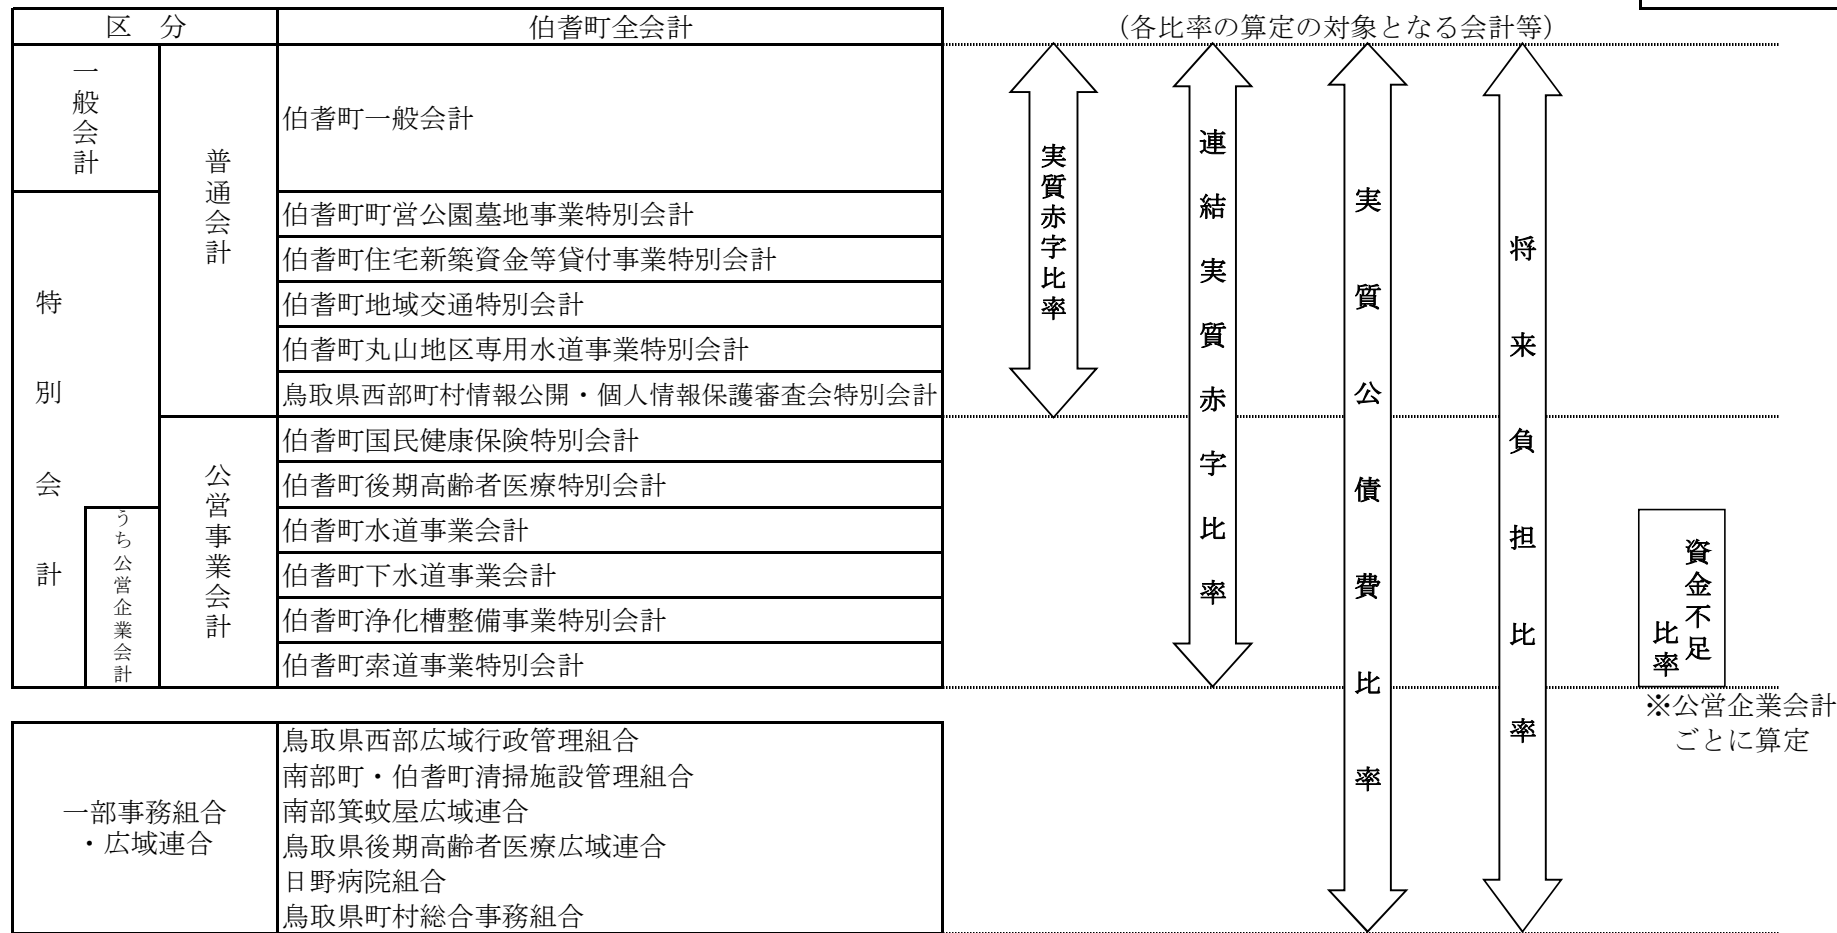 区　分
伯耆町全会計
(各比率の算定の対象となる会計等)
一般会計
普通会計
伯耆町一般会計
特別会計
伯耆町町営公園墓地事業特別会計
伯耆町住宅新築資金等貸付事業特別会計
伯耆町地域交通特別会計
伯耆町丸山地区専用水道事業特別会計
鳥取県西部町村情報公開・個人情報保護審査会特別会計
公営事業会計
伯耆町国民健康保険特別会計
伯耆町後期高齢者医療特別会計
うち公営企業会計
伯耆町水道事業会計
伯耆町下水道事業会計
伯耆町浄化槽整備事業特別会計
伯耆町索道事業特別会計
一部事務組合
・広域連合
鳥取県西部広域行政管理組合
南部町・伯耆町清掃施設管理組合
南部箕蚊屋広域連合
鳥取県後期高齢者医療広域連合
日野病院組合
鳥取県町村総合事務組合
実質赤字比率
連結実質赤字比率
実質公債費比率
将来負担比率
資金不足
比率
※公営企業会計
ごとに算定